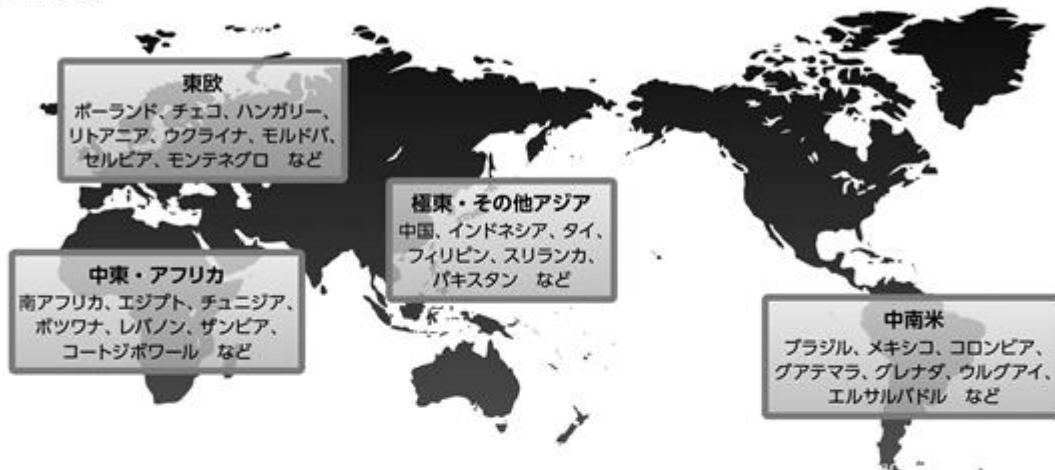 東欧
ポーランド、チェコ、ハンガリー、
リトアニア、ウクライナ、モルドバ、
セルビア、モンテネグロ　など
極東・その他アジア
中国、インドネシア、タイ、
フィリピン、スリランカ、
パキスタン　など
中東・アフリカ
南アフリカ、エジプト、チュニジア、
ボツワナ、レバノン、ザンビア、
コートジボワール　など
中南米
ブラジル、メキシコ、コロンビア、
グアテマラ、グレナダ、ウルグアイ、
エルサルバドル　など